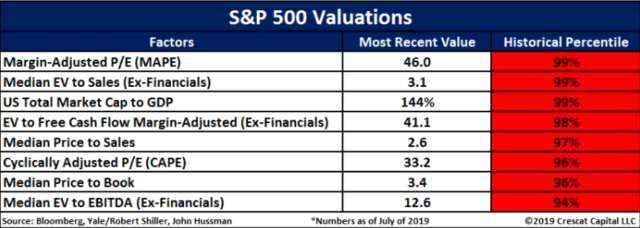 S&P 500 Valuations
Factors Most Recent Value Historical Percentile
Margin-Adjusted P/E (MAPE) 46.0 99%
Median EV to Sales (Ex-Financials) 3.1 99%
US Total Market Cap to GDP 144% 99%
EV to Free Cash Flow Margin-Adjusted (Ex-Financials) 41.1 98%
Median Price to Sales 2.6 97%
Cyclically Adjusted P/E (CAPE) 33.2 96%
Median Price to Book 3.4 96%
Median EV to EBITDA (Ex-Financials) 12.6 94%
Source: Bloomberg, Yale/Robert Shiller, John Hussman *Numbers as of July of 2019 ©2019 Crescat Capital LLC